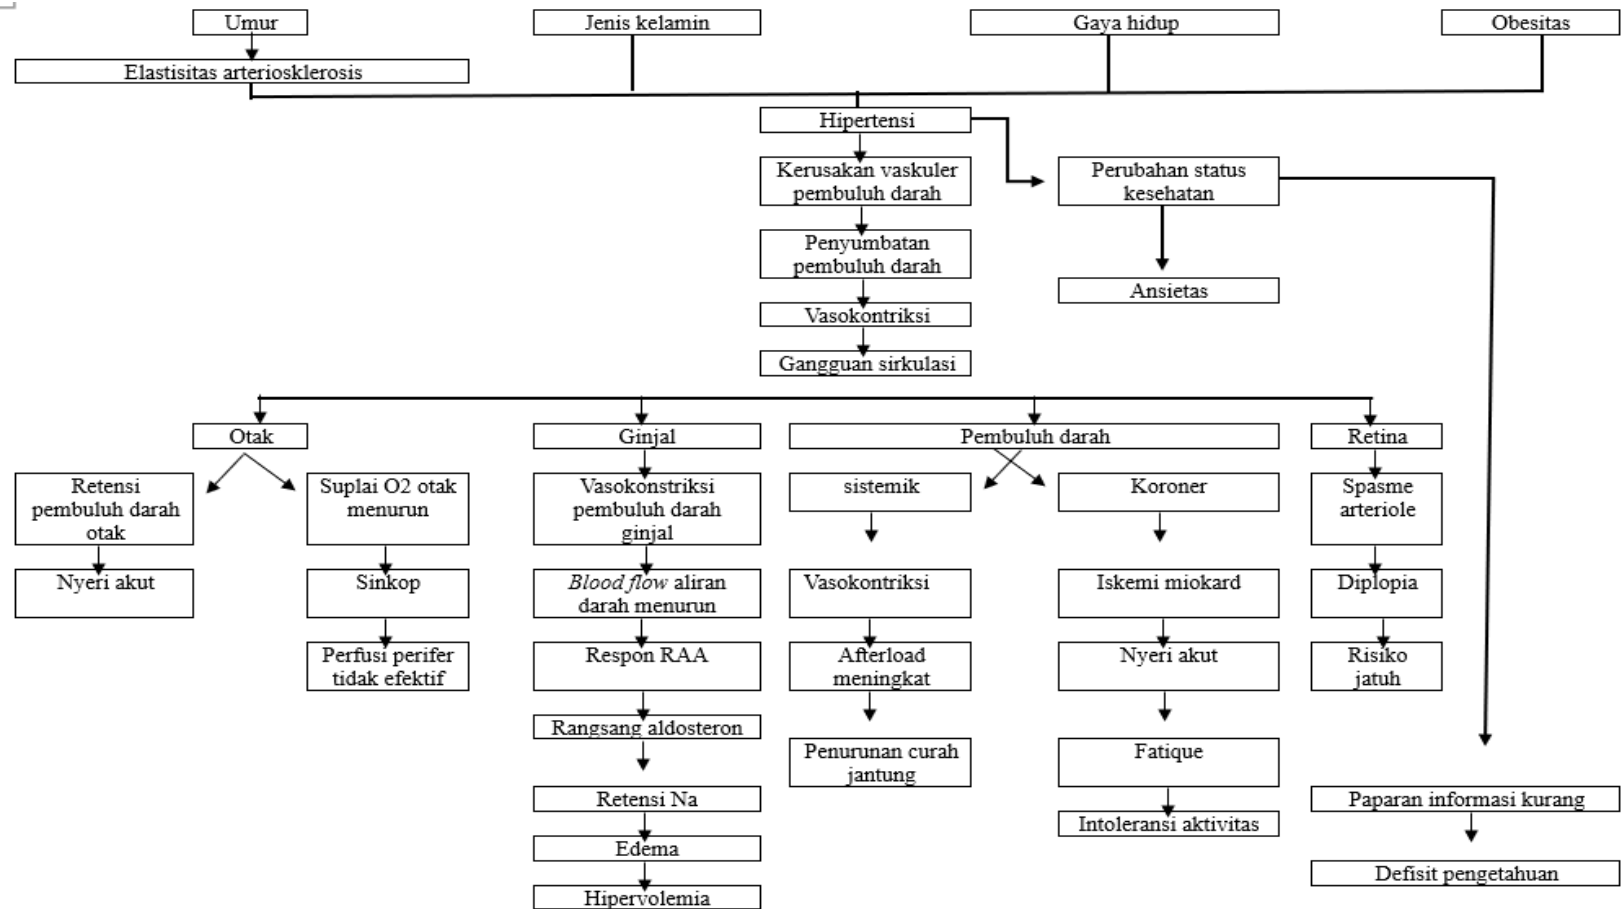 Umur
Jenis kelamin
Gaya hidup
Obesitas
Elastisitas arteriosklerosis
Hipertensi
Kerusakan vaskuler
pembuluh darah
Perubahan status
kesehatan
Penyumbatan
pembuluh darah
Ansietas
Vasokontriksi
Gangguan sirkulasi
Otak
Ginjal
Pembuluh darah
Retina
Retensi
pembuluh darah
otak
Suplai O2 otak
menurun
Vasokonstriksi
pembuluh darah
ginjal
sistemik
Koroner
Spasme
arteriole
Nyeri akut
Sinkop
Blood flow aliran
darah menurun
Vasokontriksi
Iskemi miokard
Diplopia
Perfusi perifer
tidak efektif
Respon RAA
Afterload
meningkat
Nyeri akut
Risiko
jatuh
Rangsang aldosteron
Penurunan curah
jantung
Fatique
Retensi Na
Paparan informasi kurang
Intoleransi aktivitas
Edema
Defisit pengetahuan
Hipervolemia